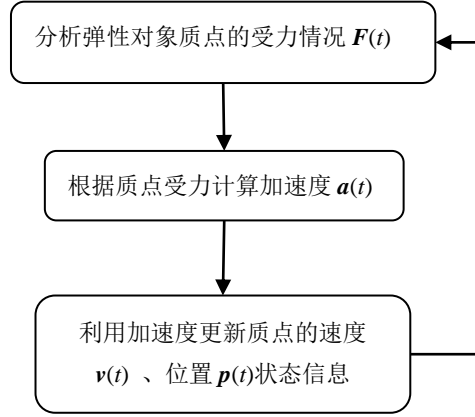 分析弹性对象质点的受力情况 F(t)
根据质点受力计算加速度 a(t)
利用加速度更新质点的速度
v(t) 、位置 p(t)状态信息